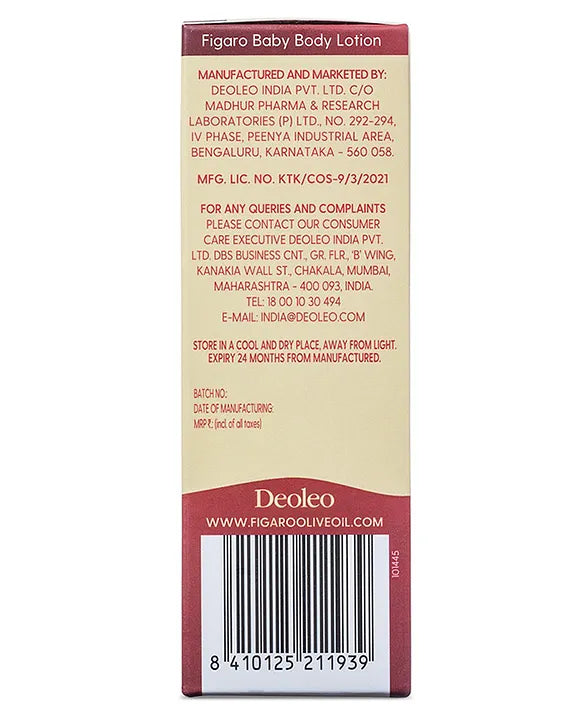 Figaro Baby Body Lotion
MANUFACTURED AND MARKETED BY:
DEOLEO INDIA PVT. LTD. C/O
MADHUR PHARMA & RESEARCH
LABORATORIES (P) LTD., NO. 292-294,
IV PHASE, PEENYA INDUSTRIAL AREA,
BENGALURU, KARNATAKA - 560 058.
MFG. LIC. NO. KTK/COS-9/3/2021
FOR ANY QUERIES AND COMPLAINTS
PLEASE CONTACT OUR CONSUMER
CARE EXECUTIVE DEOLEO INDIA PVT.
LTD. DBS BUSINESS CNT., GR. FLR., 'B' WING,
KANAKIA WALL ST., CHAKALA, MUMBAI,
MAHARASHTRA - 400 093, INDIA.
TEL: 18 00 10 30 494
E-MAIL: INDIA@DEOLEO.COM
STORE IN A COOL AND DRY PLACE, AWAY FROM LIGHT.
EXPIRY 24 MONTHS FROM MANUFACTURED.
BATCH NO.:
DATE OF MANUFACTURING:
MRP ₹: (incl. of all taxes)
Deoleo
WWW.FIGAROOLIVEOIL.COM
101445
8 410125 211939